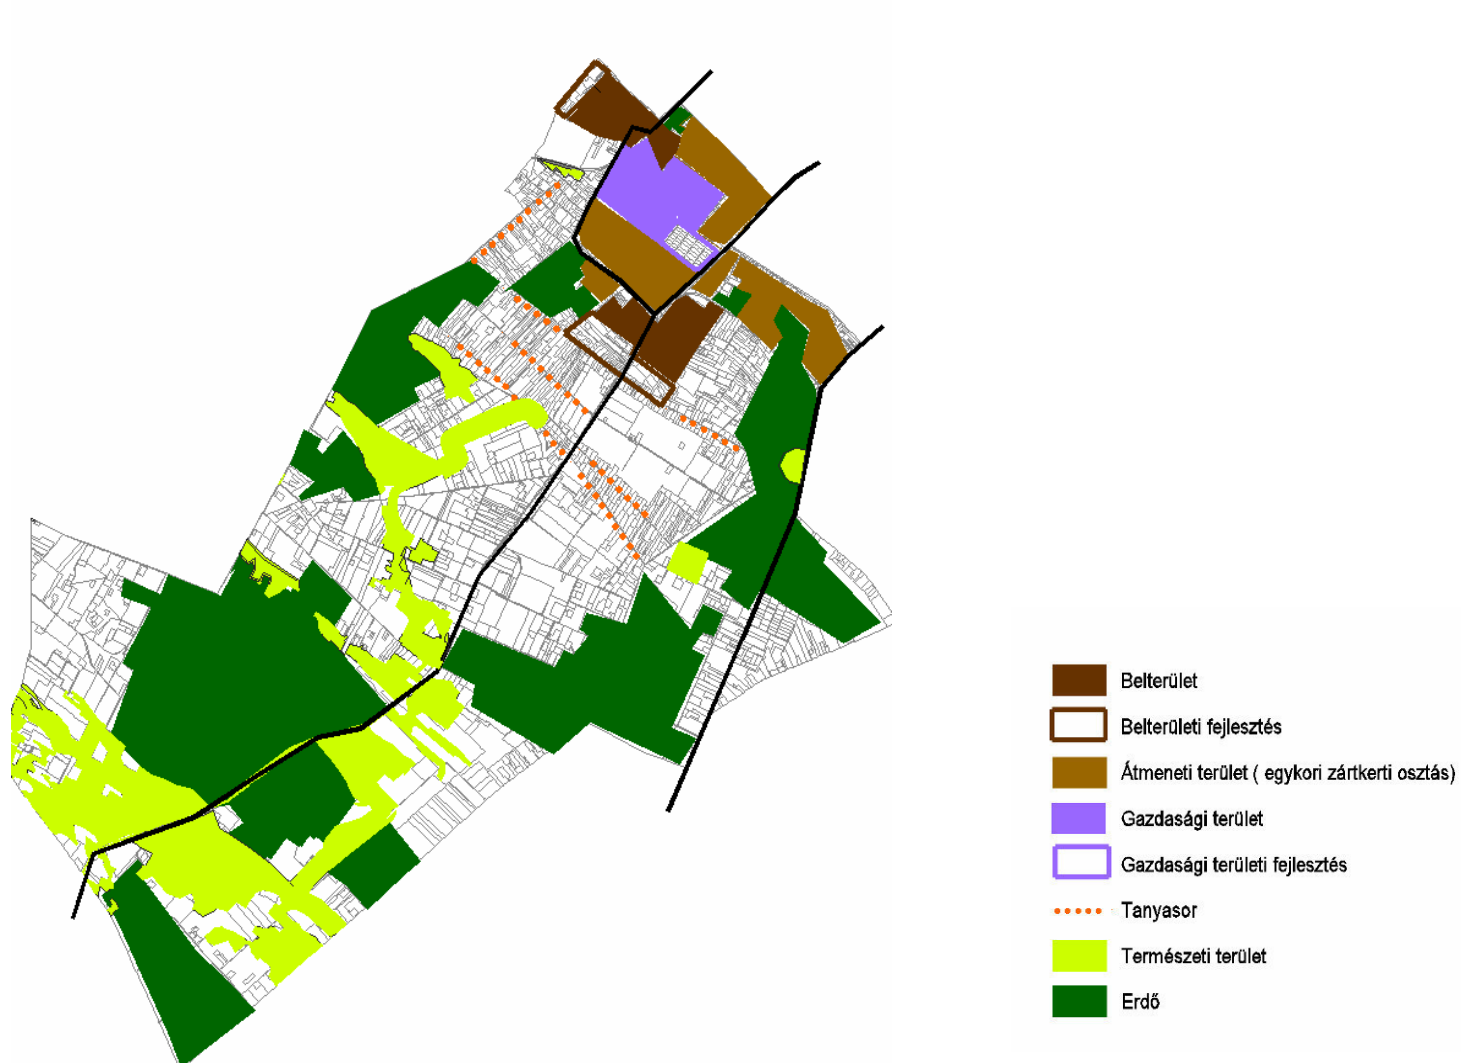 Belterület
Belterületi fejlesztés
Átmeneti terület ( egykori zártkerti osztás)
Gazdasági terület
Gazdasági területi fejlesztés
Tanyasor
Természeti terület
Erdő